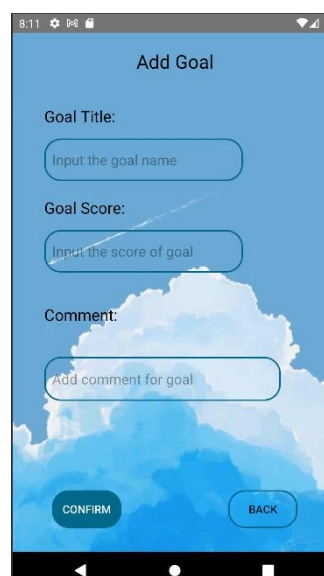 8:11
Add Goal
Goal Title:
Input the goal name
Goal Score:
Input the score of goal
Comment:
Add comment for goal
CONFIRM
BACK